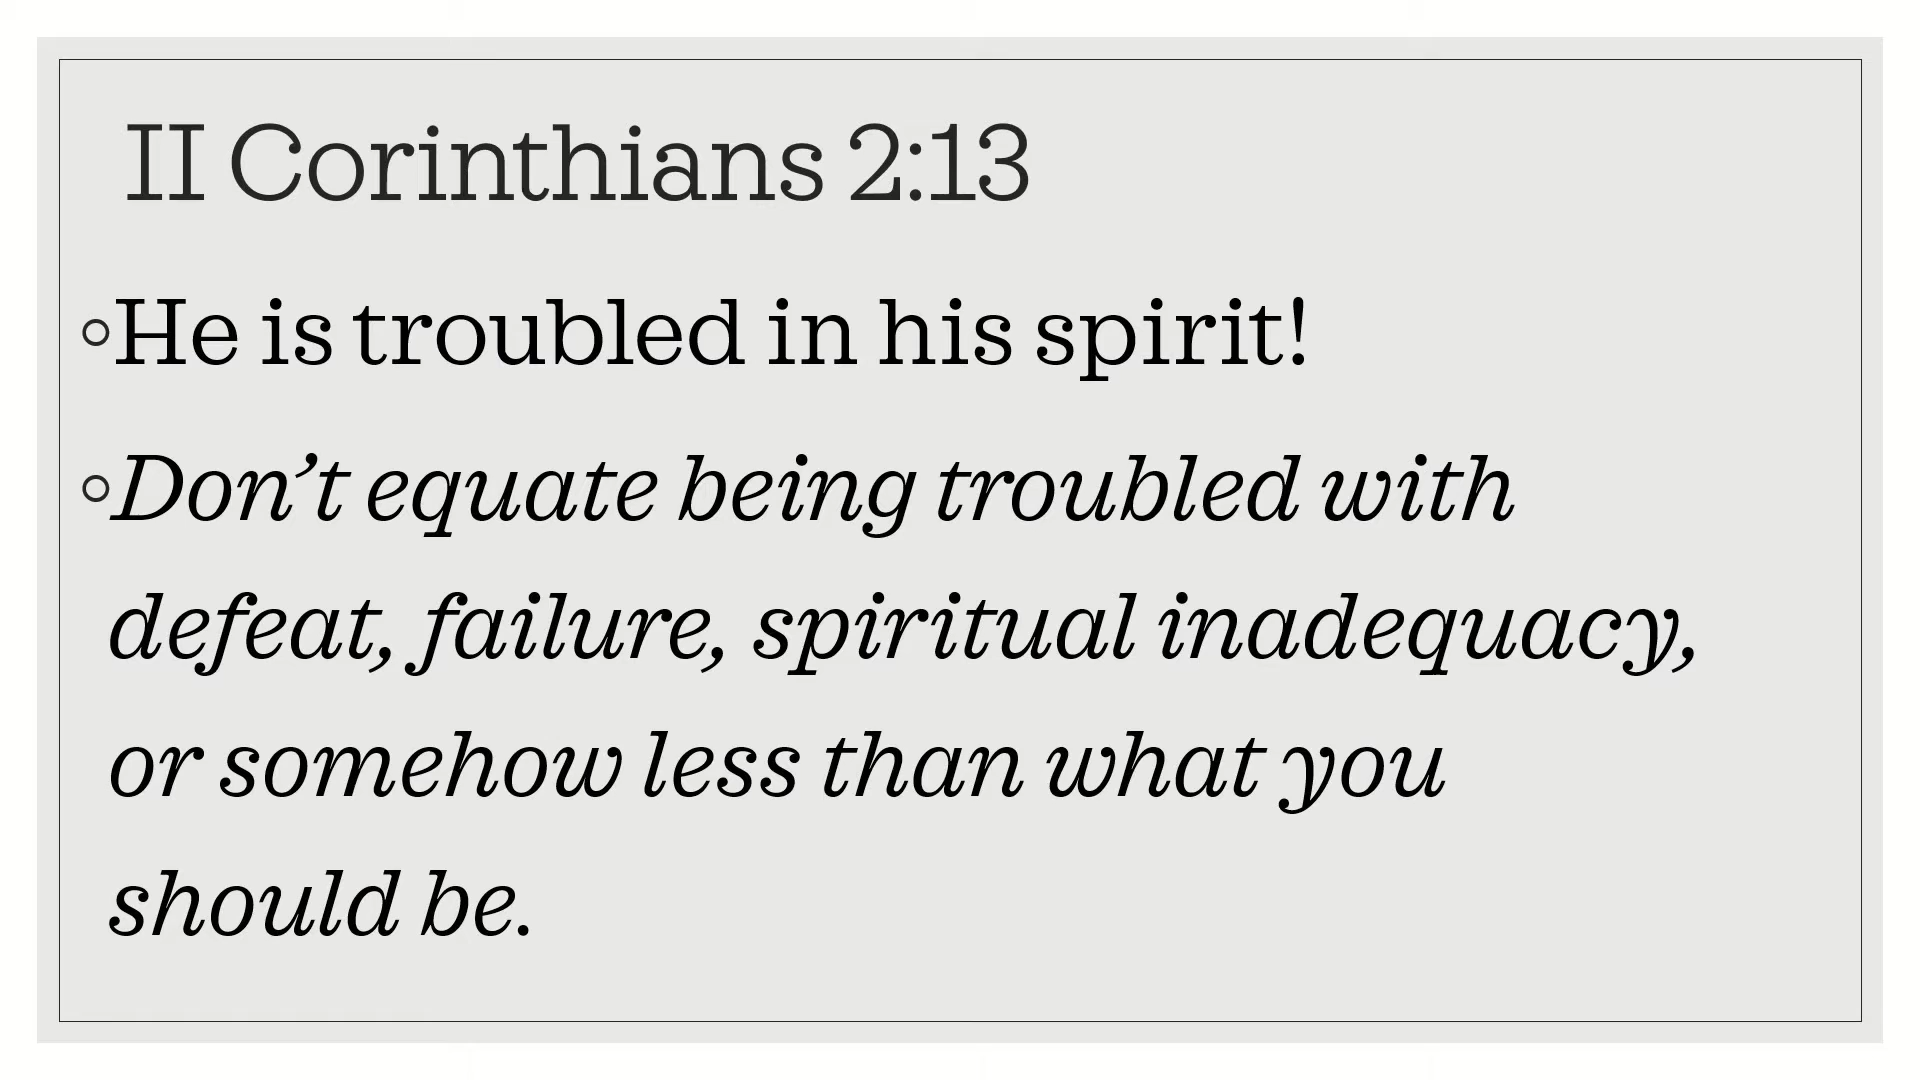 II Corinthians 2:13
◦He is troubled in his spirit!
◦Don’t equate being troubled with
defeat, failure, spiritual inadequacy,
or somehow less than what you
should be.